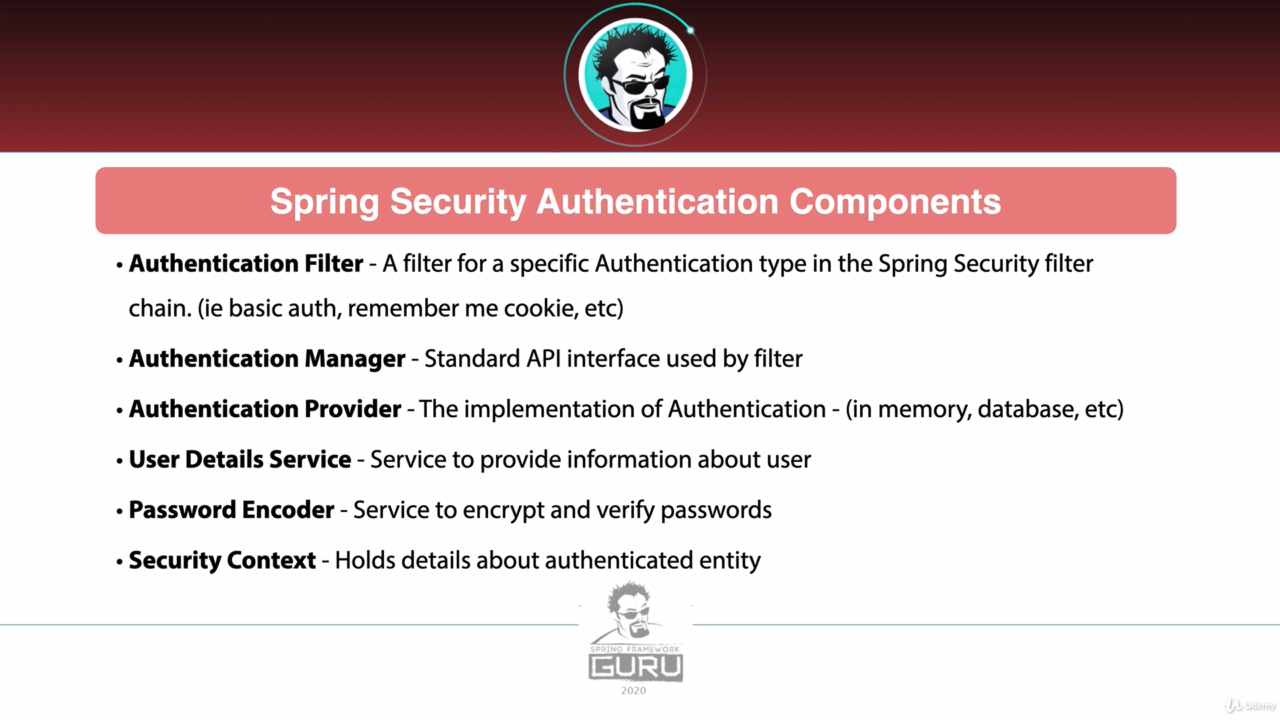 Spring Security Authentication Components
• Authentication Filter - A filter for a specific Authentication type in the Spring Security filter
chain. (ie basic auth, remember me cookie, etc)
• Authentication Manager - Standard API interface used by filter
• Authentication Provider - The implementation of Authentication - (in memory, database, etc)
• User Details Service - Service to provide information about user
• Password Encoder - Service to encrypt and verify passwords
• Security Context - Holds details about authenticated entity
SPRING FRAMEWORK
GURU
2020
Udemy